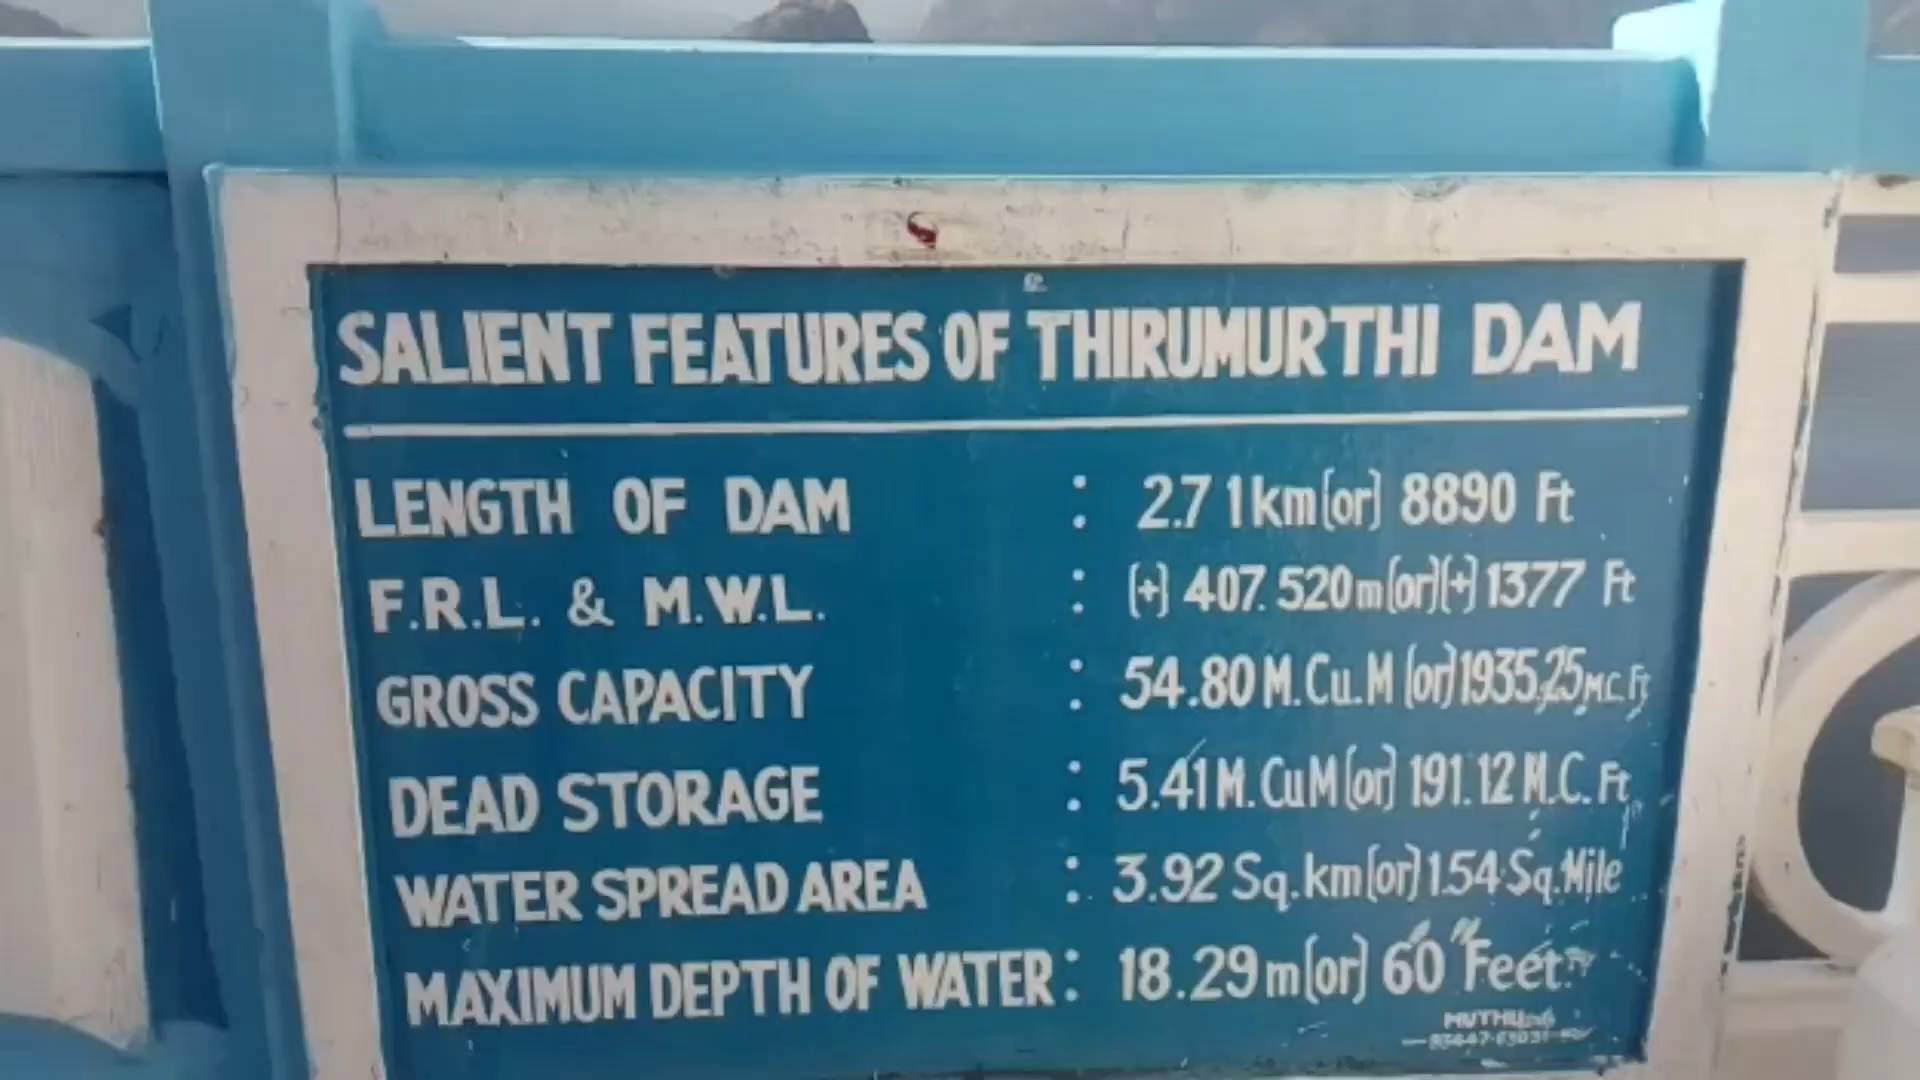 SALIENT FEATURES OF THIRUMURTHI DAM
LENGTH OF DAM : 2.71km (or) 8890 Ft
F.R.L. & M.W.L. : (+) 407.520m (or) (+) 1377 Ft
GROSS CAPACITY : 54.80 M.Cu.M (or) 1935.25 M.C.Ft
DEAD STORAGE : 5.41 M.CuM (or) 191.12 M.C.Ft
WATER SPREAD AREA : 3.92 Sq.km (or) 1.54 Sq.Mile
MAXIMUM DEPTH OF WATER : 18.29m (or) 60 Feet
MUTHU